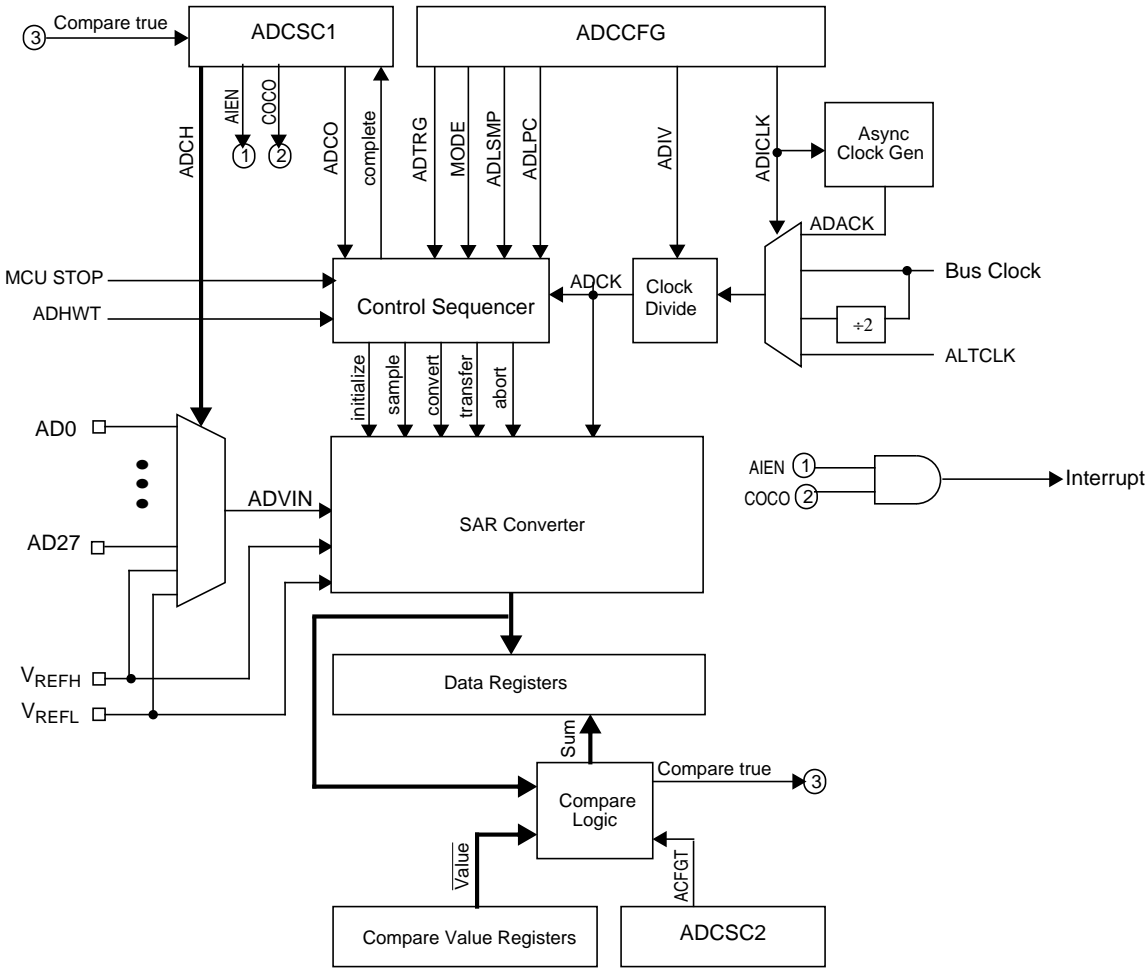 3 Compare true
ADCSC1
ADCCFG
ADCH
AIEN
COCO
ADCO
complete
ADTRG
MODE
ADLSMP
ADLPC
ADIV
ADICLK
1
2
Async
Clock Gen
ADACK
MCU STOP
ADHWT
Control Sequencer
ADCK
Clock
Divide
Bus Clock
÷2
ALTCLK
initialize
sample
convert
transfer
abort
AD0
AD27
ADVIN
SAR Converter
AIEN 1
COCO 2
Interrupt
VREFH
VREFL
Data Registers
Sum
Compare true 3
Compare
Logic
Value
ACFGT
Compare Value Registers
ADCSC2